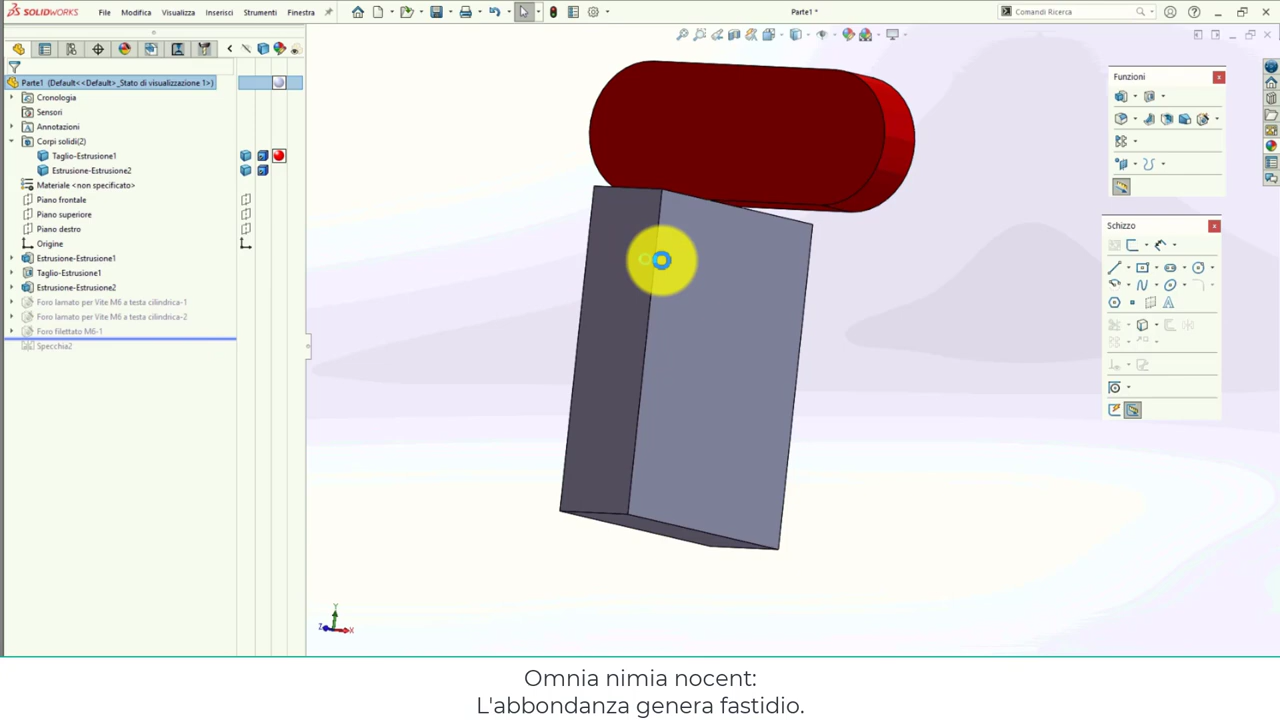 SOLIDWORKS File Modifica Visualizza Inserisci Strumenti Finestra Parte1 * Comandi Ricerca
Parte1 (Default<<Default>_Stato di visualizzazione 1>)
Cronologia
Sensori
Annotazioni
Corpi solidi(2)
Taglio-Estrusione1
Estrusione-Estrusione2
Materiale <non specificato>
Piano frontale
Piano superiore
Piano destro
Origine
Estrusione-Estrusione1
Taglio-Estrusione1
Estrusione-Estrusione2
Foro lamato per Vite M6 a testa cilindrica-1
Foro lamato per Vite M6 a testa cilindrica-2
Foro filettato M6-1
Specchia2
Funzioni
Schizzo
Y
Z
X
Omnia nimia nocent:
L'abbondanza genera fastidio.